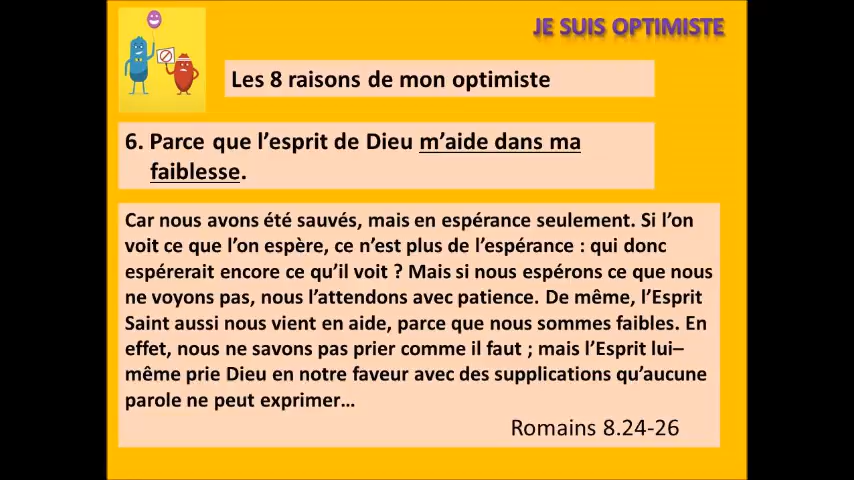 JE SUIS OPTIMISTE
Les 8 raisons de mon optimiste
6. Parce que l’esprit de Dieu m’aide dans ma
faiblesse.
Car nous avons été sauvés, mais en espérance seulement. Si l’on
voit ce que l’on espère, ce n’est plus de l’espérance : qui donc
espérerait encore ce qu’il voit ? Mais si nous espérons ce que nous
ne voyons pas, nous l’attendons avec patience. De même, l’Esprit
Saint aussi nous vient en aide, parce que nous sommes faibles. En
effet, nous ne savons pas prier comme il faut ; mais l’Esprit lui–
même prie Dieu en notre faveur avec des supplications qu’aucune
parole ne peut exprimer…
Romains 8.24-26